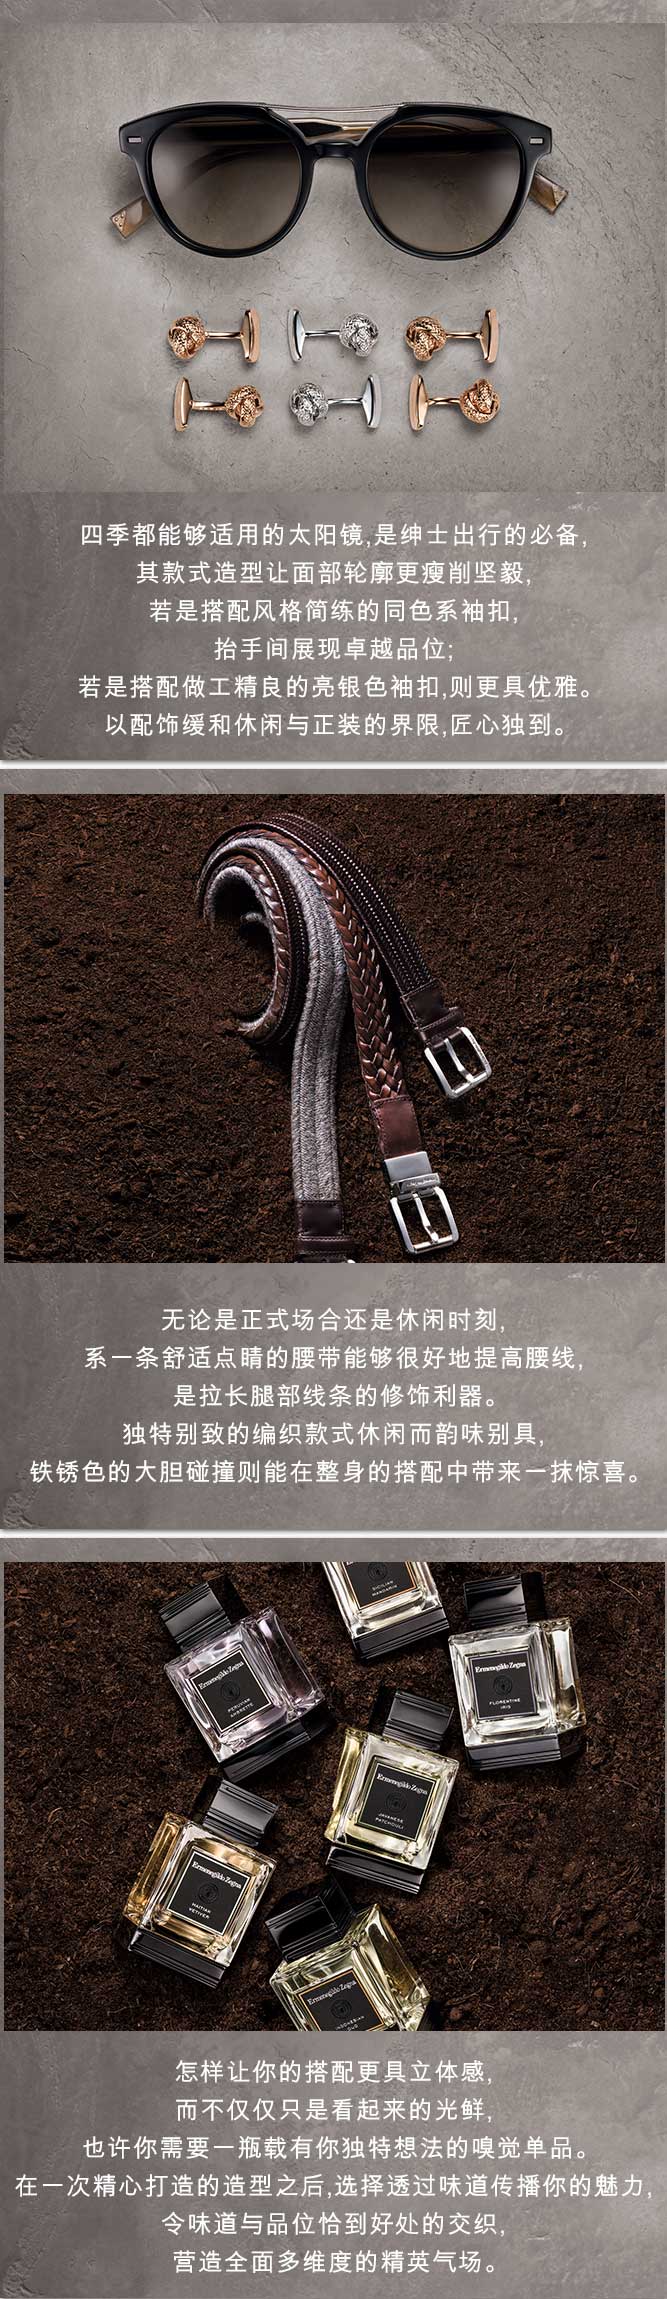 四季都能够适用的太阳镜,是绅士出行的必备,
其款式造型让面部轮廓更瘦削坚毅,
若是搭配风格简练的同色系袖扣,
抬手间展现卓越品位;
若是搭配做工精良的亮银色袖扣,则更具优雅。
以配饰缓和休闲与正装的界限,匠心独到。
无论是正式场合还是休闲时刻,
系一条舒适点睛的腰带能够很好地提高腰线,
是拉长腿部线条的修饰利器。
独特别致的编织款式休闲而韵味别具,
铁锈色的大胆碰撞则能在整身的搭配中带来一抹惊喜。
SICILIAN
MANDARIN
Ermenegildo Zegna
PERUVIAN
AMBRETTE
Ermenegildo Zegna
FLORENTINE
IRIS
Ermenegildo Zegna
JAVANESE
PATCHOULI
Ermenegildo Zegna
HAITIAN
VETIVER
Ermenegildo Zegna
INDONESIAN
OUD
怎样让你的搭配更具立体感,
而不仅仅只是看起来的光鲜,
也许你需要一瓶载有你独特想法的嗅觉单品。
在一次精心打造的造型之后,选择透过味道传播你的魅力,
令味道与品位恰到好处的交织,
营造全面多维度的精英气场。